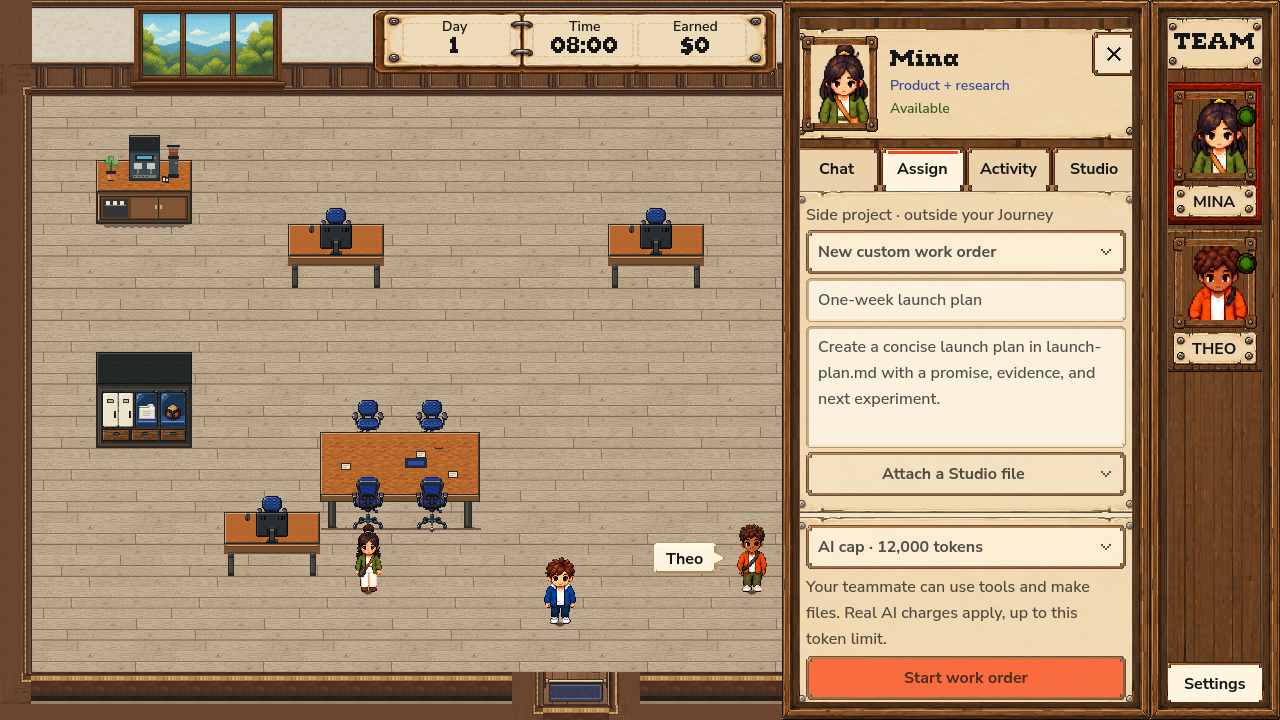 Day
1
Time
08:00
Earned
$0
Theo
Mina
Product + research
Available
Chat
Assign
Activity
Studio
Side project · outside your Journey
New custom work order
One-week launch plan
Create a concise launch plan in launch-
plan.md with a promise, evidence, and
next experiment.
Attach a Studio file
AI cap · 12,000 tokens
Your teammate can use tools and make
files. Real AI charges apply, up to this
token limit.
Start work order
TEAM
MINA
THEO
Settings